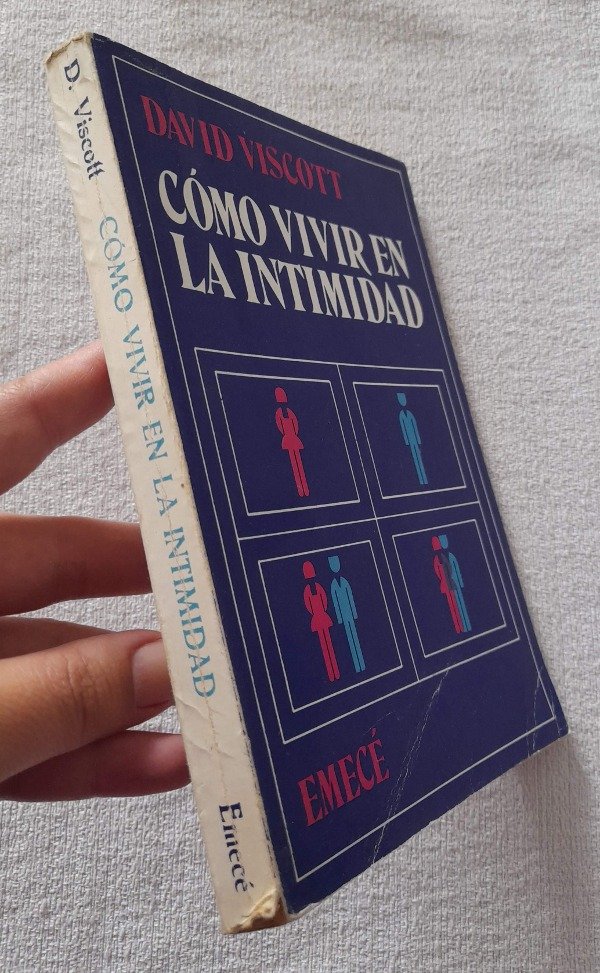 D. Viscott
CÓMO VIVIR EN LA INTIMIDAD
Emecé
DAVID VISCOTT
CÓMO VIVIR EN
LA INTIMIDAD
EMECÉ